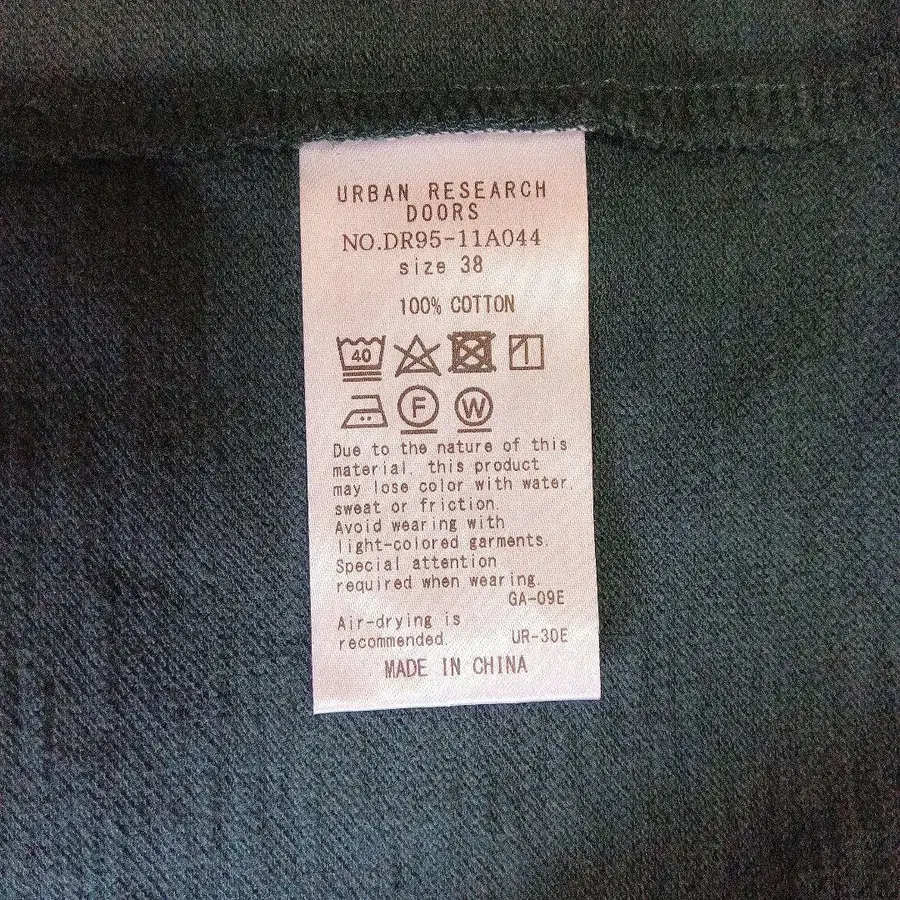 URBAN RESEARCH
DOORS
NO.DR95-11A044
size 38
100% COTTON
40
F W
Due to the nature of this
material, this product
may lose color with water,
sweat or friction.
Avoid wearing with
light-colored garments.
Special attention
required when wearing.
GA-09E
Air-drying is
recommended. UR-30E
MADE IN CHINA